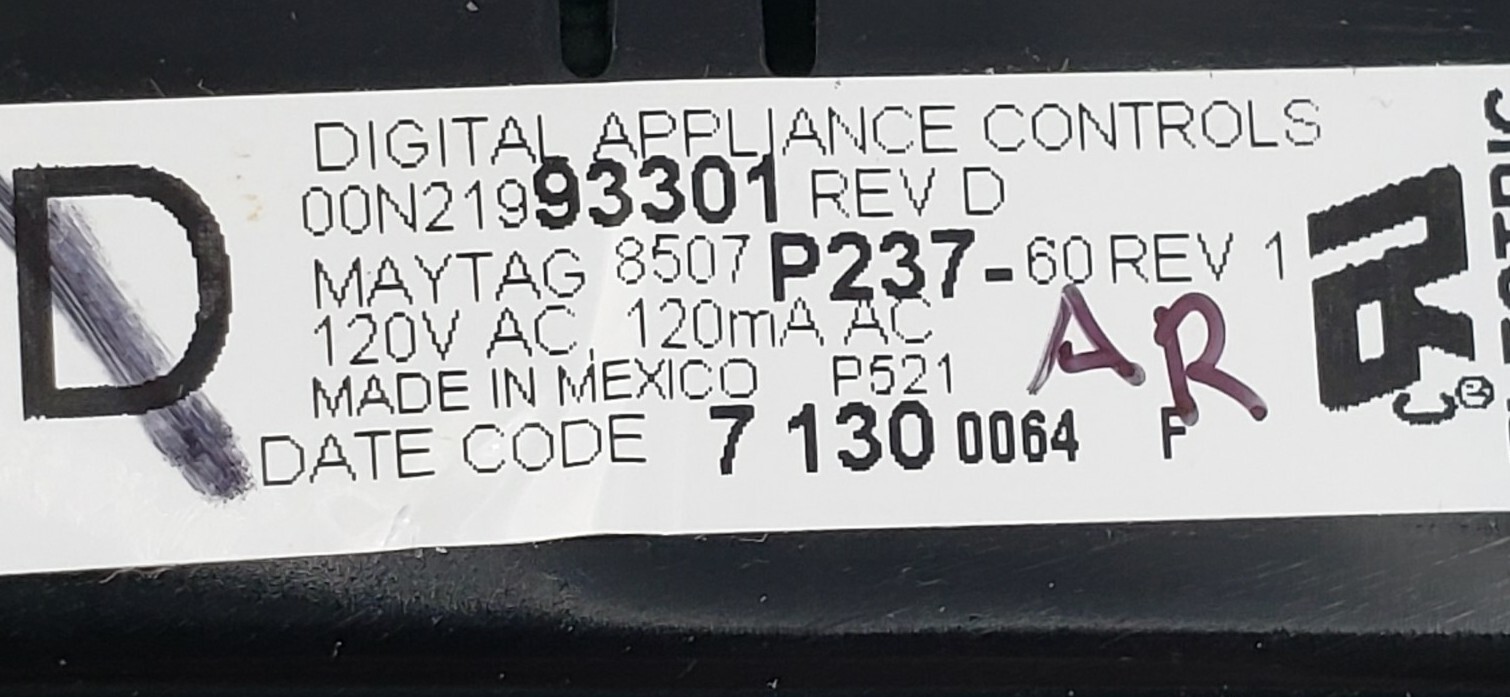 D
DIGITAL APPLIANCE CONTROLS
00N21993301 REV D
MAYTAG 8507P237-60 REV 1
120V AC, 120mA AC
MADE IN MEXICO P521
AR
DATE CODE 7 130 0064 F